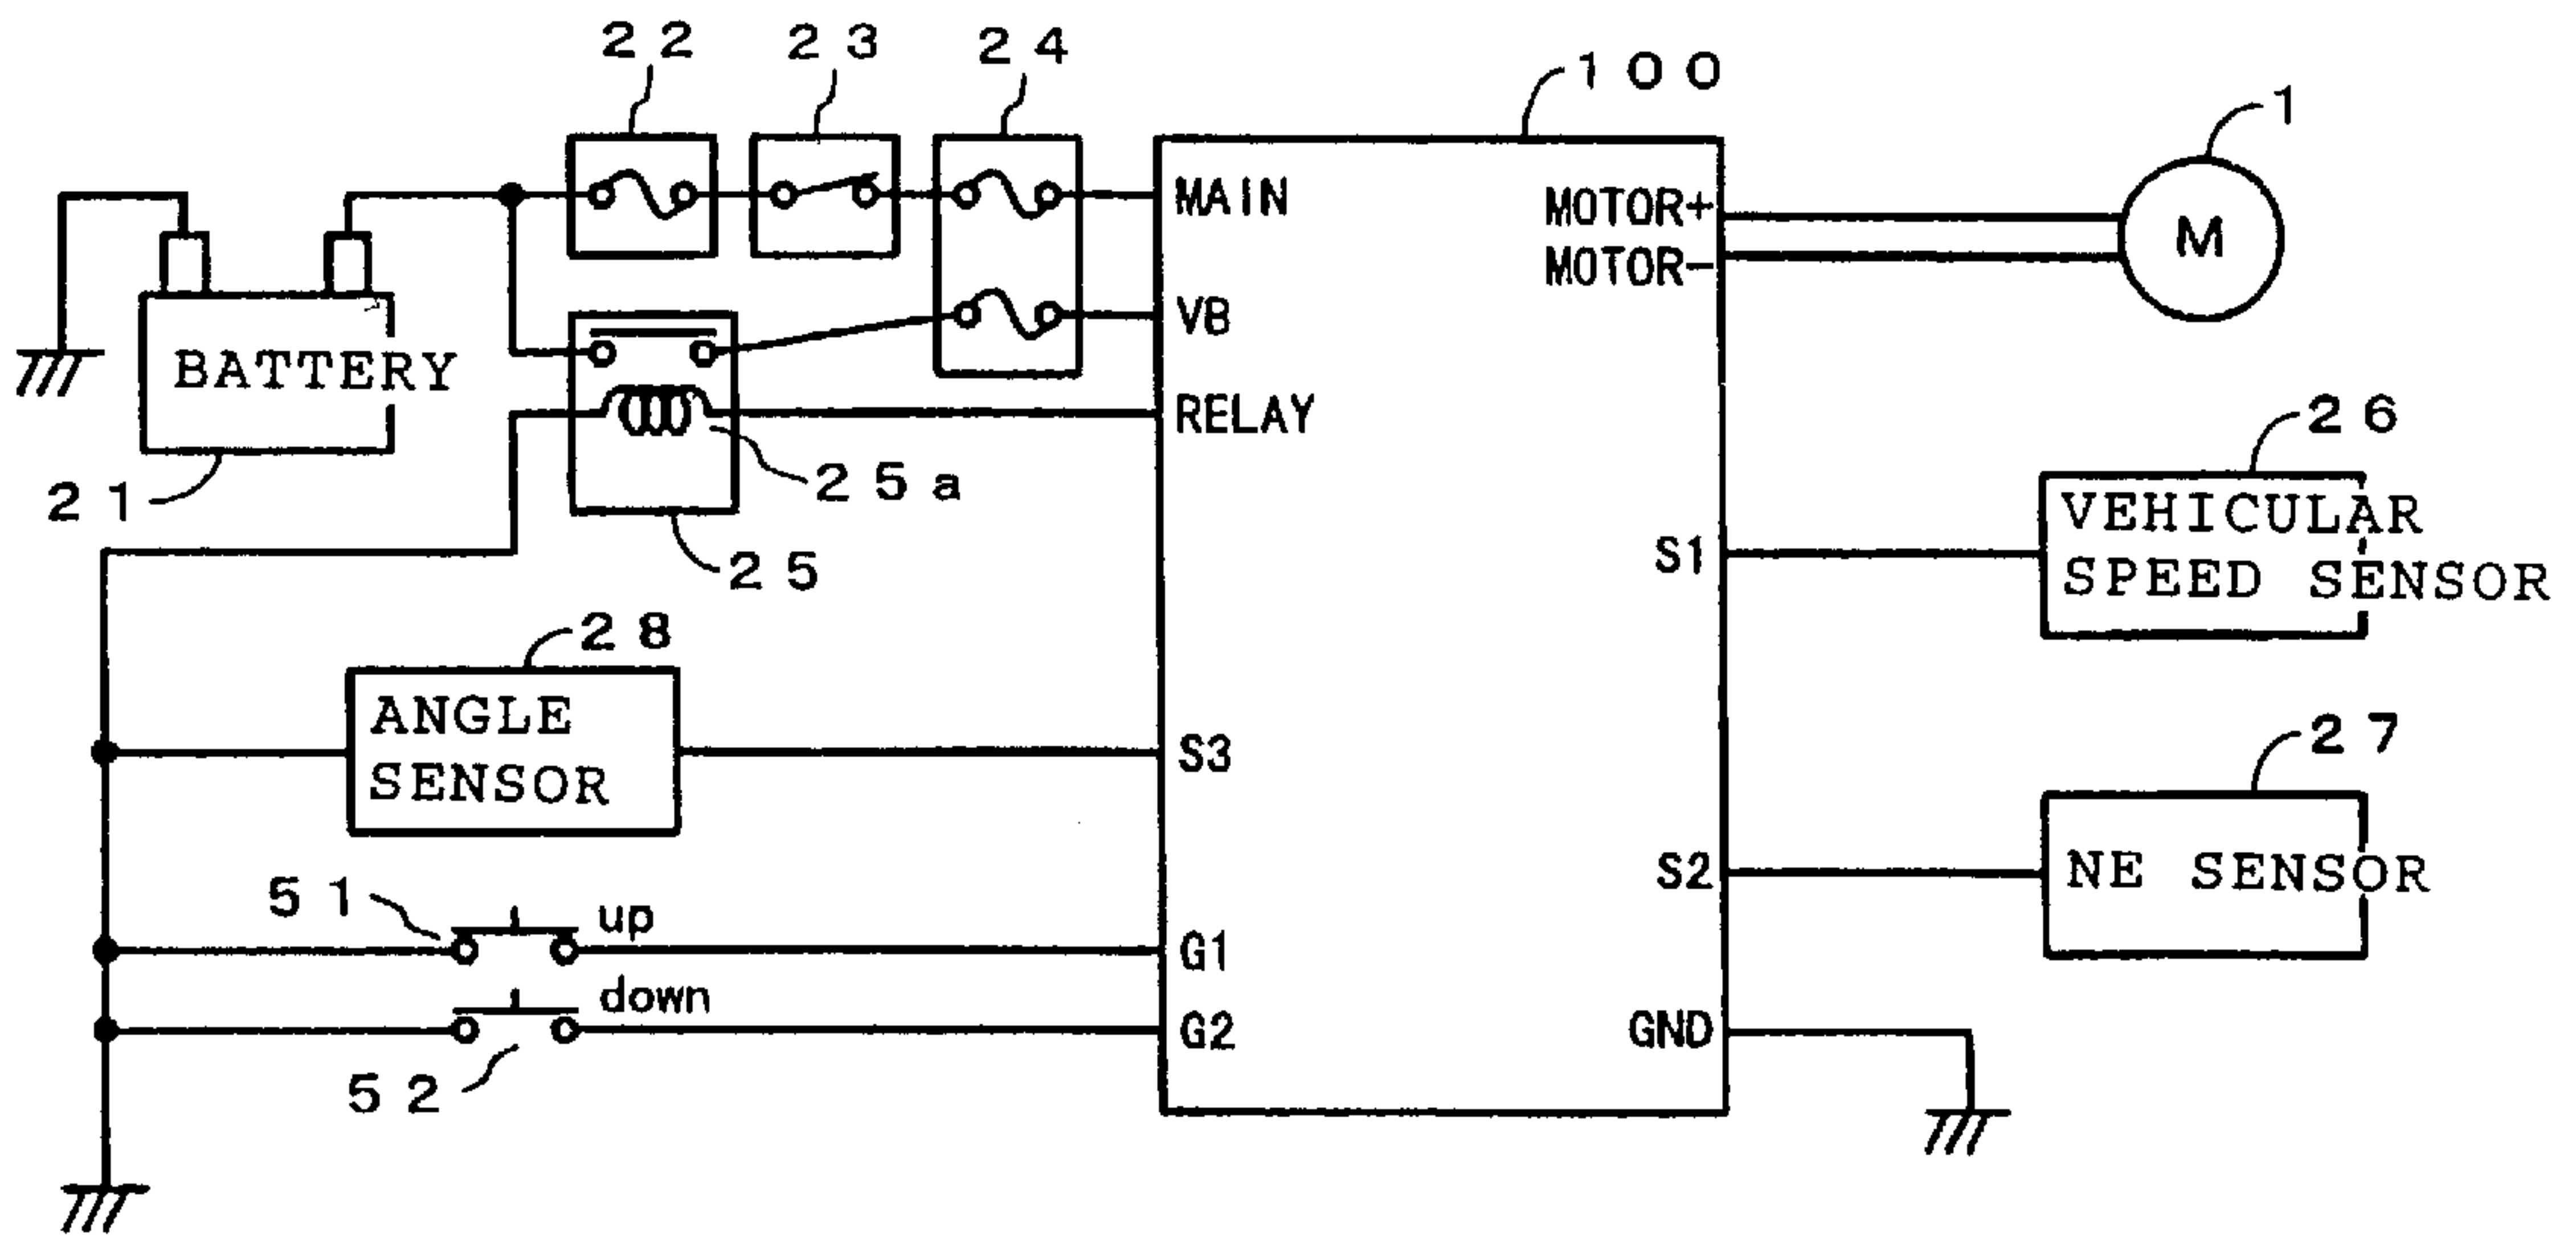 22
23
24
100
1
MAIN
MOTOR+
M
MOTOR-
VB
BATTERY
RELAY
25a
21
25
26
VEHICULAR
SPEED SENSOR
S1
28
ANGLE
SENSOR
S3
27
NE SENSOR
S2
51
up
G1
down
G2
52
GND